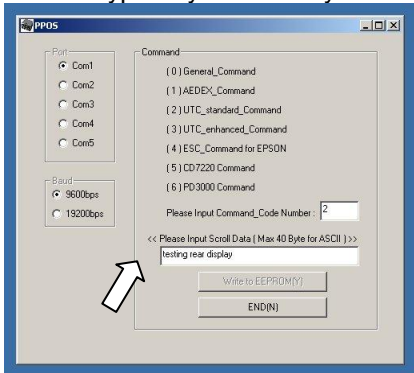 PPOS
Port
Com1
Com2
Com3
Com4
Com5
Baud
9600bps
19200bps
Command
( 0 ) General_Command
( 1 ) AEDEX_Command
( 2 ) UTC_standard_Command
( 3 ) UTC_enhanced_Command
( 4 ) ESC_Command for EPSON
( 5 ) CD7220 Command
( 6 ) PD3000 Command
Please Input Command_Code Number : 2
<< Please Input Scroll Data ( Max 40 Byte for ASCII ) >>
testing rear display
Write to EEPROM(Y)
END(N)